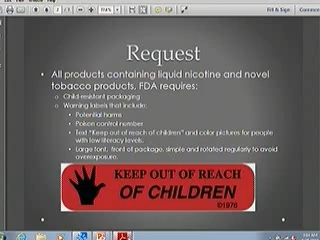 Fill & Sign
Request
All products containing liquid nicotine and novel
tobacco products, FDA requires:
Child-resistant packaging
Warning labels that include:
Potential harms
Poison control number
Text "Keep out of reach of children" and color pictures for people
with low literacy levels.
Large font, front of package, simple and rotated regularly to avoid
overexposure.
KEEP OUT OF REACH
OF CHILDREN
©1978